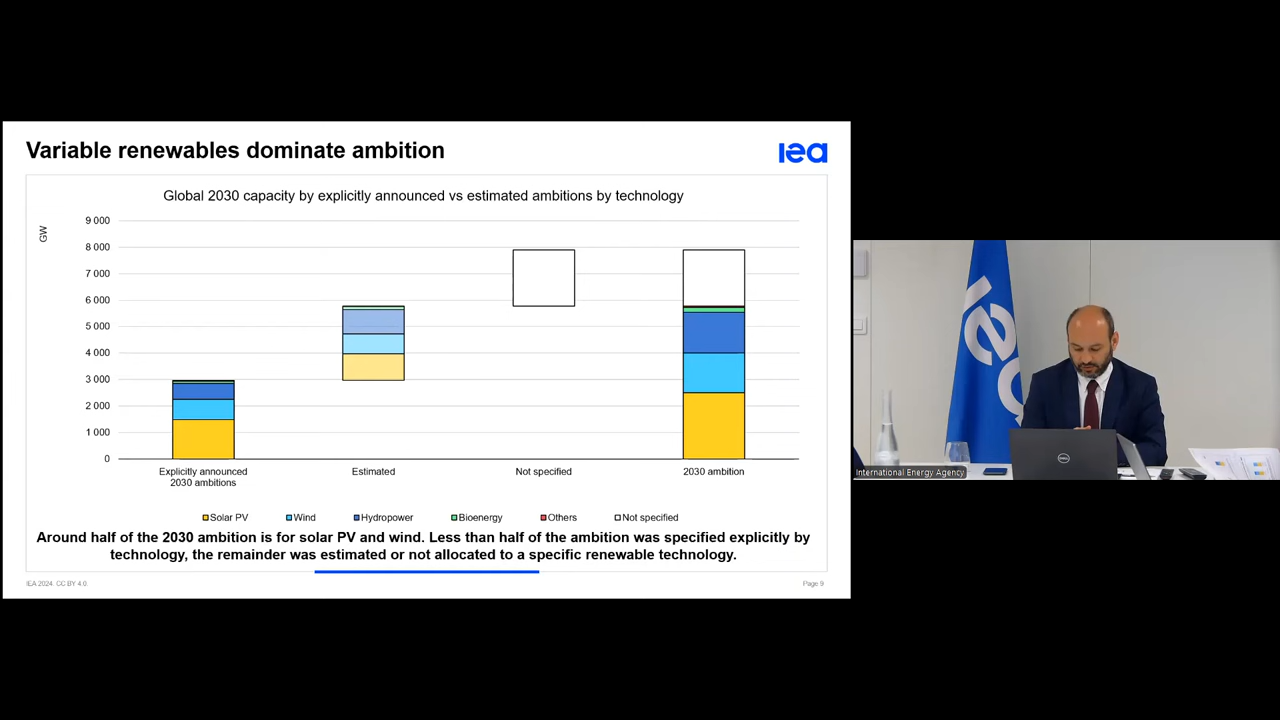 Variable renewables dominate ambition
iea
Global 2030 capacity by explicitly announced vs estimated ambitions by technology
GW
9 000
8 000
7 000
6 000
5 000
4 000
3 000
2 000
1 000
0
Explicitly announced
2030 ambitions
Estimated
Not specified
2030 ambition
Solar PV
Wind
Hydropower
Bioenergy
Others
Not specified
Around half of the 2030 ambition is for solar PV and wind. Less than half of the ambition was specified explicitly by
technology, the remainder was estimated or not allocated to a specific renewable technology.
IEA 2024. CC BY 4.0.
Page 9
iea
DELL
International Energy Agency